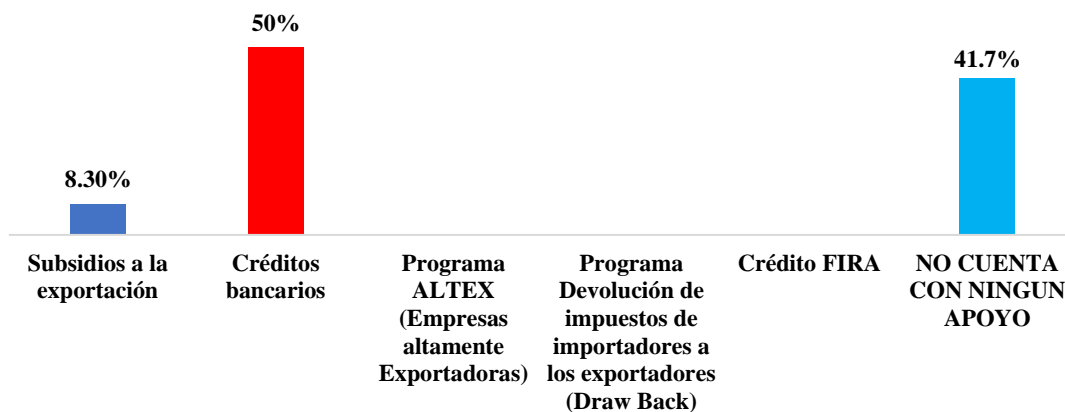 50%
41.7%
8.30%
Subsidios a la
exportación
Créditos
bancarios
Programa
ALTEX
(Empresas
altamente
Exportadoras)
Programa
Devolución de
impuestos de
importadores a
los exportadores
(Draw Back)
Crédito FIRA
NO CUENTA
CON NINGUN
APOYO